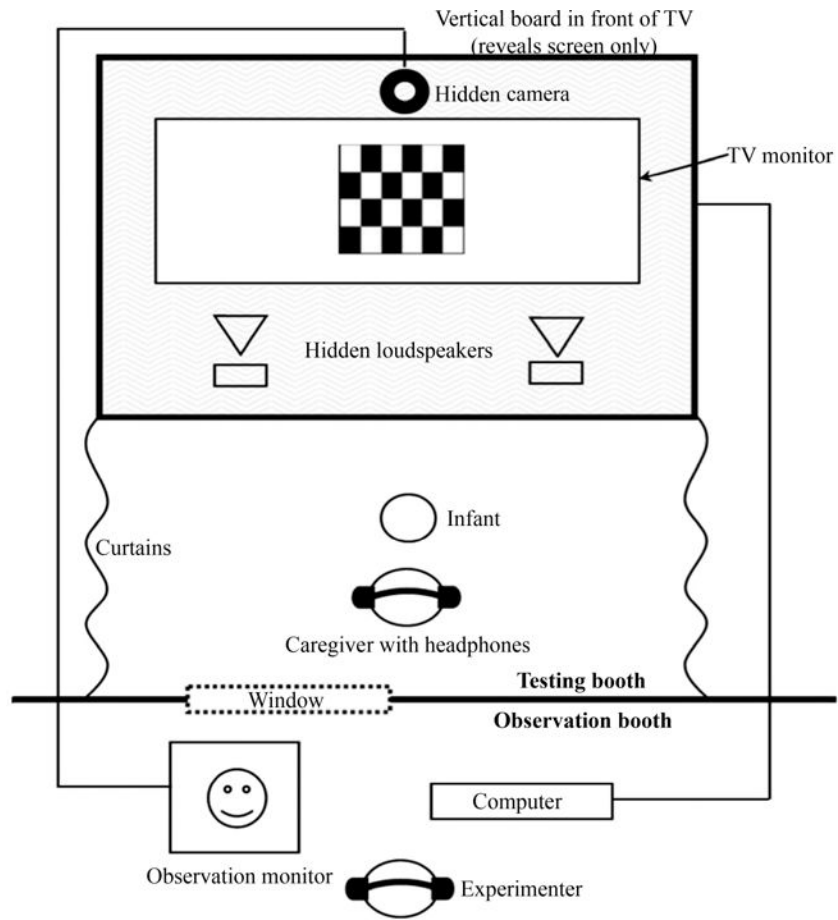 Vertical board in front of TV
(reveals screen only)
Hidden camera
TV monitor
Hidden loudspeakers
Infant
Curtains
Caregiver with headphones
Testing booth
Window
Observation booth
Computer
Observation monitor
Experimenter